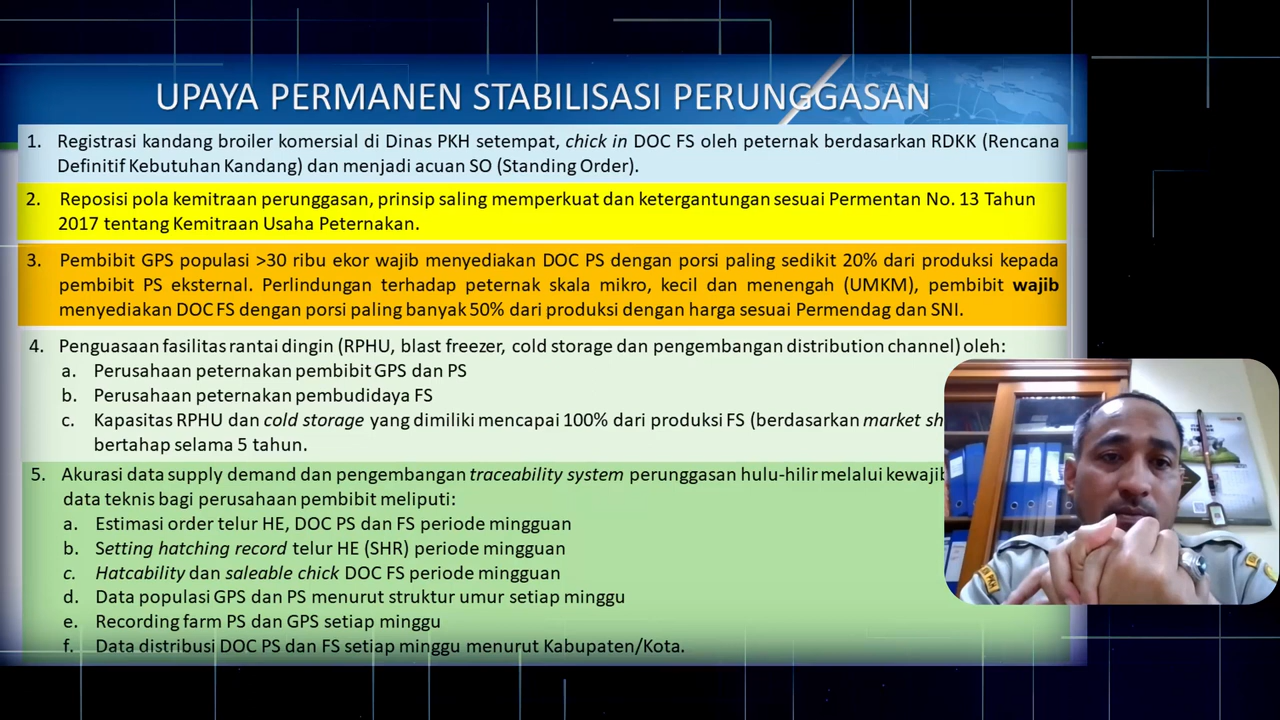 UPAYA PERMANEN STABILISASI PERUNGGASAN
1. Registrasi kandang broiler komersial di Dinas PKH setempat, chick in DOC FS oleh peternak berdasarkan RDKK (Rencana
Definitif Kebutuhan Kandang) dan menjadi acuan SO (Standing Order).
2. Reposisi pola kemitraan perunggasan, prinsip saling memperkuat dan ketergantungan sesuai Permentan No. 13 Tahun
2017 tentang Kemitraan Usaha Peternakan.
3. Pembibit GPS populasi >30 ribu ekor wajib menyediakan DOC PS dengan porsi paling sedikit 20% dari produksi kepada
pembibit PS eksternal. Perlindungan terhadap peternak skala mikro, kecil dan menengah (UMKM), pembibit wajib
menyediakan DOC FS dengan porsi paling banyak 50% dari produksi dengan harga sesuai Permendag dan SNI.
4. Penguasaan fasilitas rantai dingin (RPHU, blast freezer, cold storage dan pengembangan distribution channel) oleh:
a. Perusahaan peternakan pembibit GPS dan PS
b. Perusahaan peternakan pembudidaya FS
c. Kapasitas RPHU dan cold storage yang dimiliki mencapai 100% dari produksi FS (berdasarkan market sh
bertahap selama 5 tahun.
5. Akurasi data supply demand dan pengembangan traceability system perunggasan hulu-hilir melalui kewajib
data teknis bagi perusahaan pembibit meliputi:
a. Estimasi order telur HE, DOC PS dan FS periode mingguan
b. Setting hatching record telur HE (SHR) periode mingguan
c. Hatcability dan saleable chick DOC FS periode mingguan
d. Data populasi GPS dan PS menurut struktur umur setiap minggu
e. Recording farm PS dan GPS setiap minggu
f. Data distribusi DOC PS dan FS setiap minggu menurut Kabupaten/Kota.